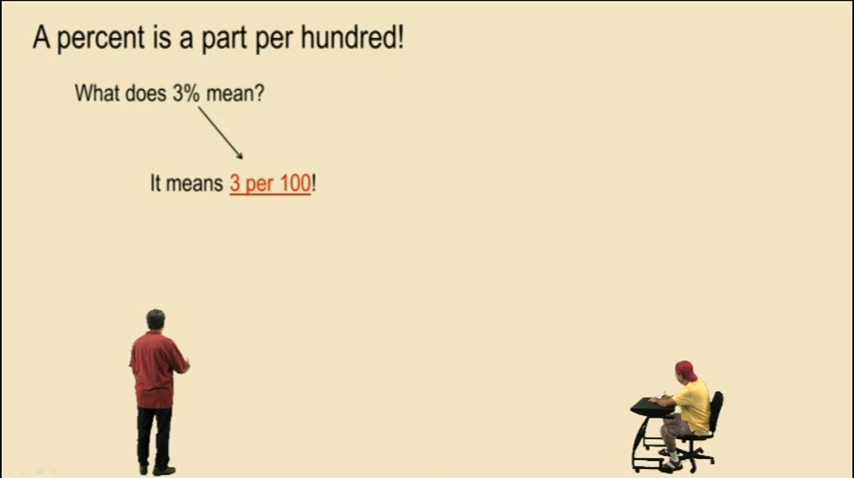 A percent is a part per hundred!
What does 3% mean?
It means 3 per 100!